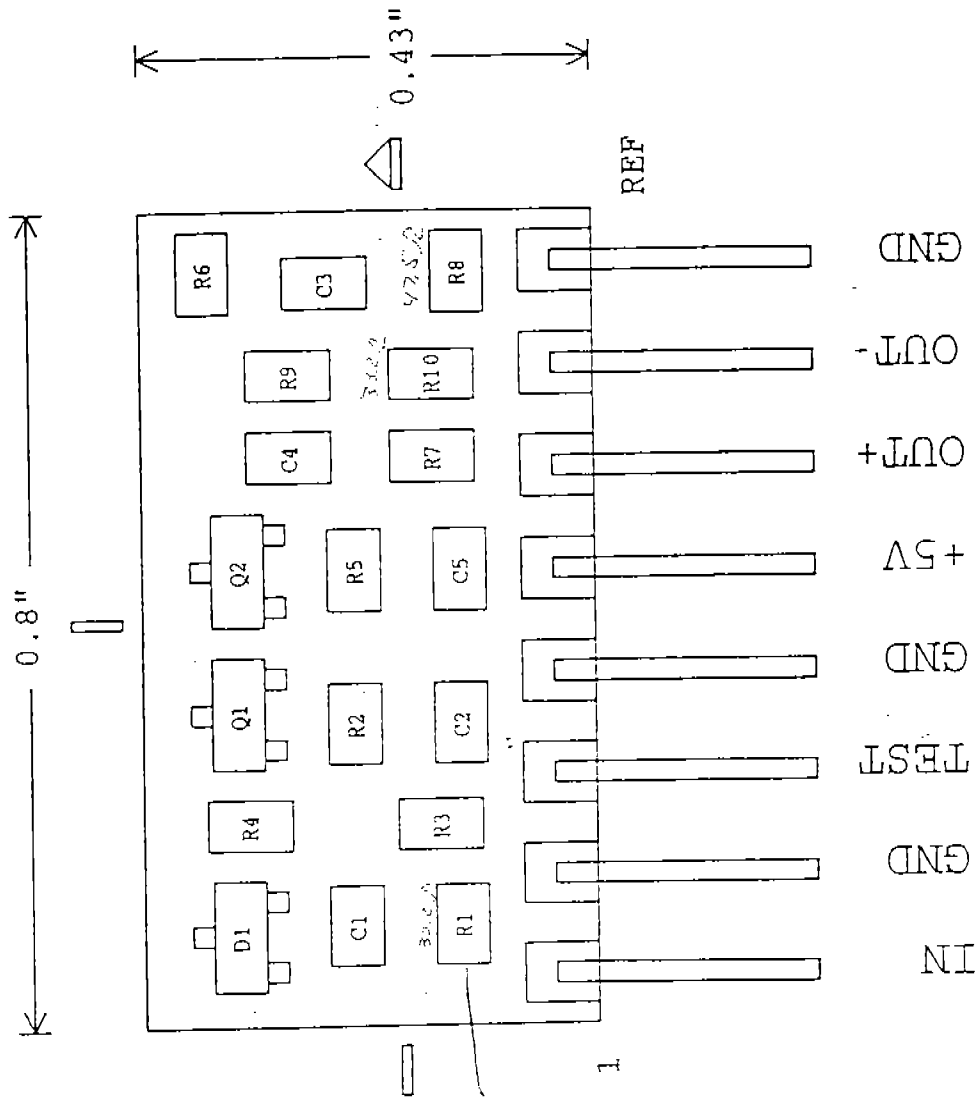 0.8"
0.43"
R6
C3
R8
R9
R10
C4
R7
Q2
R5
C5
Q1
R2
C2
R4
R3
D1
C1
R1
REF
1
GND
OUT-
OUT+
+5V
GND
TEST
GND
IN